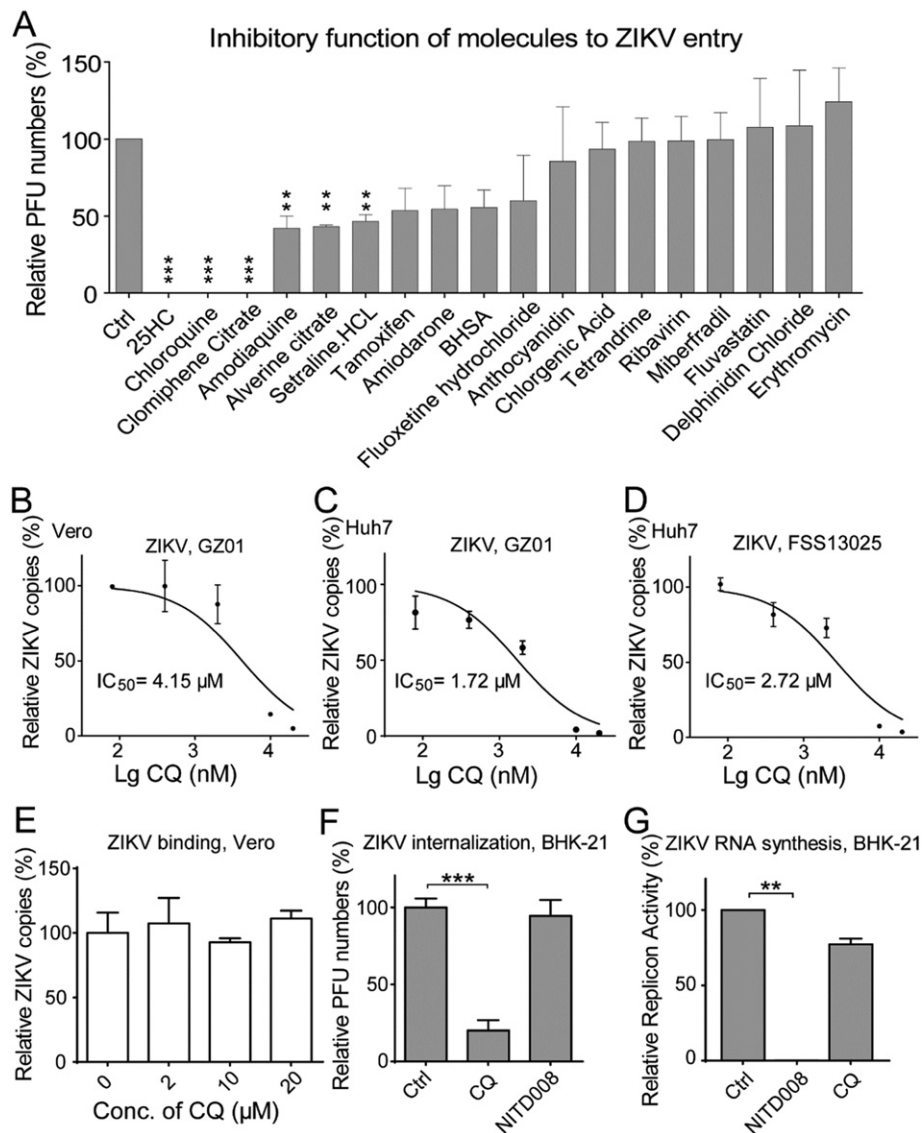 A
Inhibitory function of molecules to ZIKV entry
Relative PFU numbers (%)
150
100
50
0
***
***
***
**
**
**
Ctrl
25HC
Chloroquine
Clomiphene Citrate
Amodiaquine
Alverine citrate
Setraline.HCL
Tamoxifen
Amiodarone
BHSA
Fluoxetine hydrochloride
Anthocyanidin
Chlorgenic Acid
Tetrandrine
Ribavirin
Miberfradil
Fluvastatin
Delphinidin Chloride
Erythromycin
B
Vero
ZIKV, GZ01
Relative ZIKV copies (%)
100
50
0
IC50= 4.15 µM
2
3
4
Lg CQ (nM)
C
Huh7
ZIKV, GZ01
Relative ZIKV copies (%)
100
50
0
IC50= 1.72 µM
2
3
4
Lg CQ (nM)
D
Huh7
ZIKV, FSS13025
Relative ZIKV copies (%)
100
50
0
IC50= 2.72 µM
2
3
4
Lg CQ (nM)
E
ZIKV binding, Vero
Relative ZIKV copies (%)
150
100
50
0
0
2
10
20
Conc. of CQ (µM)
F
ZIKV internalization, BHK-21
Relative PFU numbers (%)
100
50
0
***
Ctrl
CQ
NITD008
G
ZIKV RNA synthesis, BHK-21
Relative Replicon Activity (%)
100
50
0
**
Ctrl
NITD008
CQ